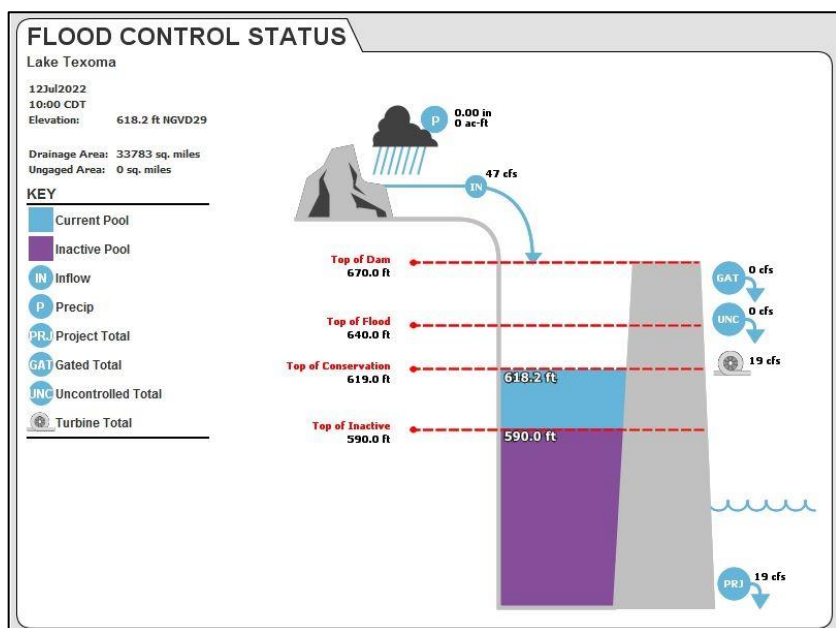 FLOOD CONTROL STATUS
Lake Texoma
12Jul2022
10:00 CDT
Elevation: 618.2 ft NGVD29
Drainage Area: 33783 sq. miles
Ungaged Area: 0 sq. miles
KEY
Current Pool
Inactive Pool
IN Inflow
P Precip
PRJ Project Total
GAT Gated Total
UNC Uncontrolled Total
Turbine Total
P 0.00 in
0 ac-ft
IN 47 cfs
Top of Dam
670.0 ft
Top of Flood
640.0 ft
Top of Conservation
619.0 ft
618.2 ft
Top of Inactive
590.0 ft
590.0 ft
GAT 0 cfs
UNC 0 cfs
19 cfs
PRJ 19 cfs